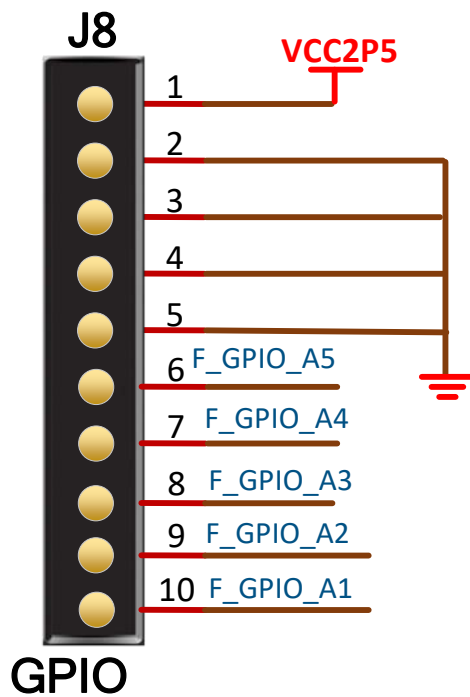 J8
VCC2P5
1
2
3
4
5
6 F_GPIO_A5
7 F_GPIO_A4
8 F_GPIO_A3
9 F_GPIO_A2
10 F_GPIO_A1
GPIO